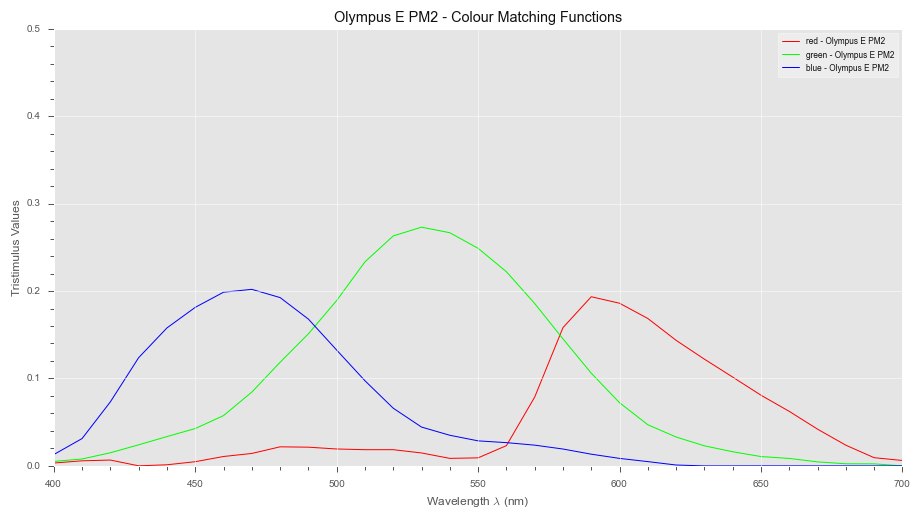 Olympus E PM2 - Colour Matching Functions
red - Olympus E PM2
green - Olympus E PM2
blue - Olympus E PM2
0.5
0.4
0.3
0.2
0.1
0.0
Tristimulus Values
400 450 500 550 600 650 700
Wavelength λ (nm)